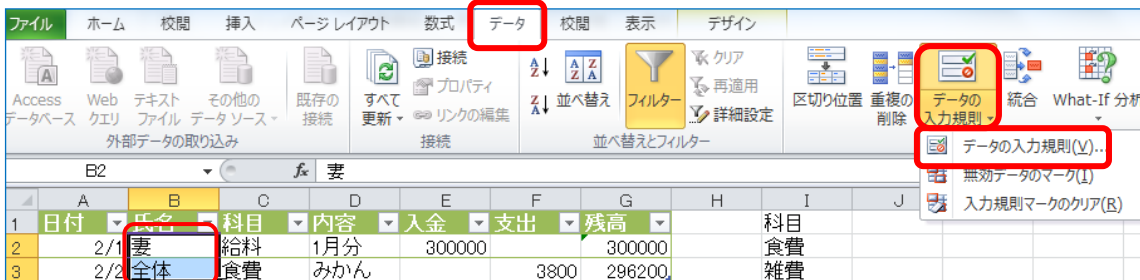 ファイル ホーム 校閲 挿入 ページ レイアウト 数式 データ 校閲 表示 デザイン
Access データベース
Web クエリ
テキスト ファイル
その他の データ ソース
既存の 接続
外部データの取り込み
すべて 更新
接続
プロパティ
リンクの編集
接続
並べ替え
フィルター
クリア
再適用
詳細設定
並べ替えとフィルター
区切り位置
重複の 削除
データの 入力規則
統合
What-If 分析
データの入力規則(V)...
無効データのマーク(I)
入力規則マークのクリア(R)
B2 fx 妻
A B C D E F G H I J
1 日付 氏名 科目 内容 入金 支出 残高 科目
2 2/1 妻 給料 1月分 300000 300000 食費
3 2/2 全体 食費 みかん 3800 296200 雑費